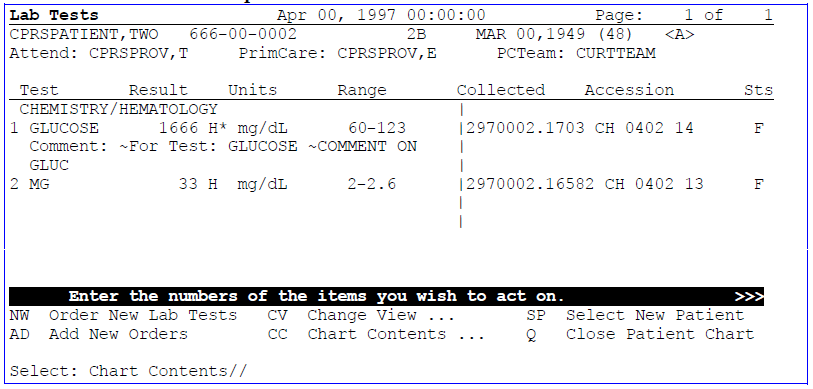 Lab Tests Apr 00, 1997 00:00:00 Page: 1 of 1
CPRSPATIENT,TWO 666-00-0002 2B MAR 00,1949 (48) <A>
Attend: CPRSPROV,T PrimCare: CPRSPROV,E PCTeam: CURTTEAM
Test Result Units Range Collected Accession Sts
CHEMISTRY/HEMATOLOGY |
1 GLUCOSE 1666 H* mg/dL 60-123 |2970002.1703 CH 0402 14 F
Comment: ~For Test: GLUCOSE ~COMMENT ON |
GLUC |
2 MG 33 H mg/dL 2-2.6 |2970002.16582 CH 0402 13 F
|
|
Enter the numbers of the items you wish to act on. >>>
NW Order New Lab Tests CV Change View ... SP Select New Patient
AD Add New Orders CC Chart Contents ... Q Close Patient Chart
Select: Chart Contents//